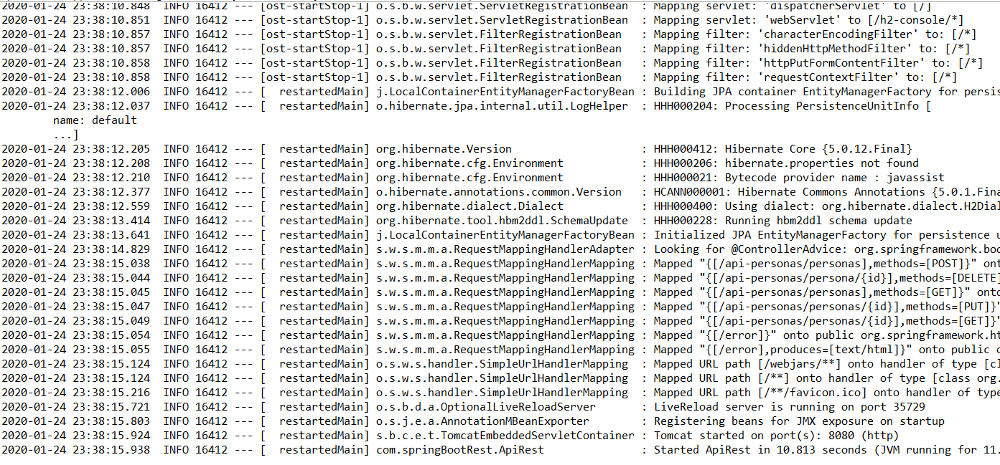 2020-01-24 23:38:10.848  INFO 16412 --- [ost-startStop-1] o.s.b.w.servlet.ServletRegistrationBean  : Mapping servlet: 'dispatcherServlet' to [/]
2020-01-24 23:38:10.851  INFO 16412 --- [ost-startStop-1] o.s.b.w.servlet.ServletRegistrationBean  : Mapping servlet: 'webServlet' to [/h2-console/*]
2020-01-24 23:38:10.857  INFO 16412 --- [ost-startStop-1] o.s.b.w.servlet.FilterRegistrationBean   : Mapping filter: 'characterEncodingFilter' to: [/*]
2020-01-24 23:38:10.857  INFO 16412 --- [ost-startStop-1] o.s.b.w.servlet.FilterRegistrationBean   : Mapping filter: 'hiddenHttpMethodFilter' to: [/*]
2020-01-24 23:38:10.858  INFO 16412 --- [ost-startStop-1] o.s.b.w.servlet.FilterRegistrationBean   : Mapping filter: 'httpPutFormContentFilter' to: [/*]
2020-01-24 23:38:10.858  INFO 16412 --- [ost-startStop-1] o.s.b.w.servlet.FilterRegistrationBean   : Mapping filter: 'requestContextFilter' to: [/*]
2020-01-24 23:38:12.006  INFO 16412 --- [  restartedMain] j.LocalContainerEntityManagerFactoryBean : Building JPA container EntityManagerFactory for persis
2020-01-24 23:38:12.037  INFO 16412 --- [  restartedMain] o.hibernate.jpa.internal.util.LogHelper  : HHH000204: Processing PersistenceUnitInfo [
name: default
...]
2020-01-24 23:38:12.205  INFO 16412 --- [  restartedMain] org.hibernate.Version                    : HHH000412: Hibernate Core {5.0.12.Final}
2020-01-24 23:38:12.208  INFO 16412 --- [  restartedMain] org.hibernate.cfg.Environment            : HHH000206: hibernate.properties not found
2020-01-24 23:38:12.210  INFO 16412 --- [  restartedMain] org.hibernate.cfg.Environment            : HHH000021: Bytecode provider name : javassist
2020-01-24 23:38:12.377  INFO 16412 --- [  restartedMain] o.hibernate.annotations.common.Version   : HCANN000001: Hibernate Commons Annotations {5.0.1.Fina
2020-01-24 23:38:12.559  INFO 16412 --- [  restartedMain] org.hibernate.dialect.Dialect            : HHH000400: Using dialect: org.hibernate.dialect.H2Dial
2020-01-24 23:38:13.414  INFO 16412 --- [  restartedMain] org.hibernate.tool.hbm2ddl.SchemaUpdate  : HHH000228: Running hbm2ddl schema update
2020-01-24 23:38:13.641  INFO 16412 --- [  restartedMain] j.LocalContainerEntityManagerFactoryBean : Initialized JPA EntityManagerFactory for persistence u
2020-01-24 23:38:14.829  INFO 16412 --- [  restartedMain] s.w.s.m.m.a.RequestMappingHandlerAdapter : Looking for @ControllerAdvice: org.springframework.boo
2020-01-24 23:38:15.038  INFO 16412 --- [  restartedMain] s.w.s.m.m.a.RequestMappingHandlerMapping : Mapped "{[/api-personas/personas],methods=[POST]}" ont
2020-01-24 23:38:15.044  INFO 16412 --- [  restartedMain] s.w.s.m.m.a.RequestMappingHandlerMapping : Mapped "{[/api-personas/persona/{id}],methods=[DELETE]
2020-01-24 23:38:15.045  INFO 16412 --- [  restartedMain] s.w.s.m.m.a.RequestMappingHandlerMapping : Mapped "{[/api-personas/personas],methods=[GET]}" onto
2020-01-24 23:38:15.047  INFO 16412 --- [  restartedMain] s.w.s.m.m.a.RequestMappingHandlerMapping : Mapped "{[/api-personas/personas/{id}],methods=[PUT]}"
2020-01-24 23:38:15.049  INFO 16412 --- [  restartedMain] s.w.s.m.m.a.RequestMappingHandlerMapping : Mapped "{[/api-personas/personas/{id}],methods=[GET]}"
2020-01-24 23:38:15.054  INFO 16412 --- [  restartedMain] s.w.s.m.m.a.RequestMappingHandlerMapping : Mapped "{[/error]}" onto public org.springframework.ht
2020-01-24 23:38:15.055  INFO 16412 --- [  restartedMain] s.w.s.m.m.a.RequestMappingHandlerMapping : Mapped "{[/error],produces=[text/html]}" onto public o
2020-01-24 23:38:15.124  INFO 16412 --- [  restartedMain] o.s.w.s.handler.SimpleUrlHandlerMapping  : Mapped URL path [/webjars/**] onto handler of type [cl
2020-01-24 23:38:15.124  INFO 16412 --- [  restartedMain] o.s.w.s.handler.SimpleUrlHandlerMapping  : Mapped URL path [/**] onto handler of type [class org.
2020-01-24 23:38:15.216  INFO 16412 --- [  restartedMain] o.s.w.s.handler.SimpleUrlHandlerMapping  : Mapped URL path [/**/favicon.ico] onto handler of type
2020-01-24 23:38:15.721  INFO 16412 --- [  restartedMain] o.s.b.d.a.OptionalLiveReloadServer       : LiveReload server is running on port 35729
2020-01-24 23:38:15.803  INFO 16412 --- [  restartedMain] o.s.j.e.a.AnnotationMBeanExporter        : Registering beans for JMX exposure on startup
2020-01-24 23:38:15.924  INFO 16412 --- [  restartedMain] s.b.c.e.t.TomcatEmbeddedServletContainer : Tomcat started on port(s): 8080 (http)
2020-01-24 23:38:15.938  INFO 16412 --- [  restartedMain] com.springBootRest.ApiRest               : Started ApiRest in 10.813 seconds (JVM running for 11.